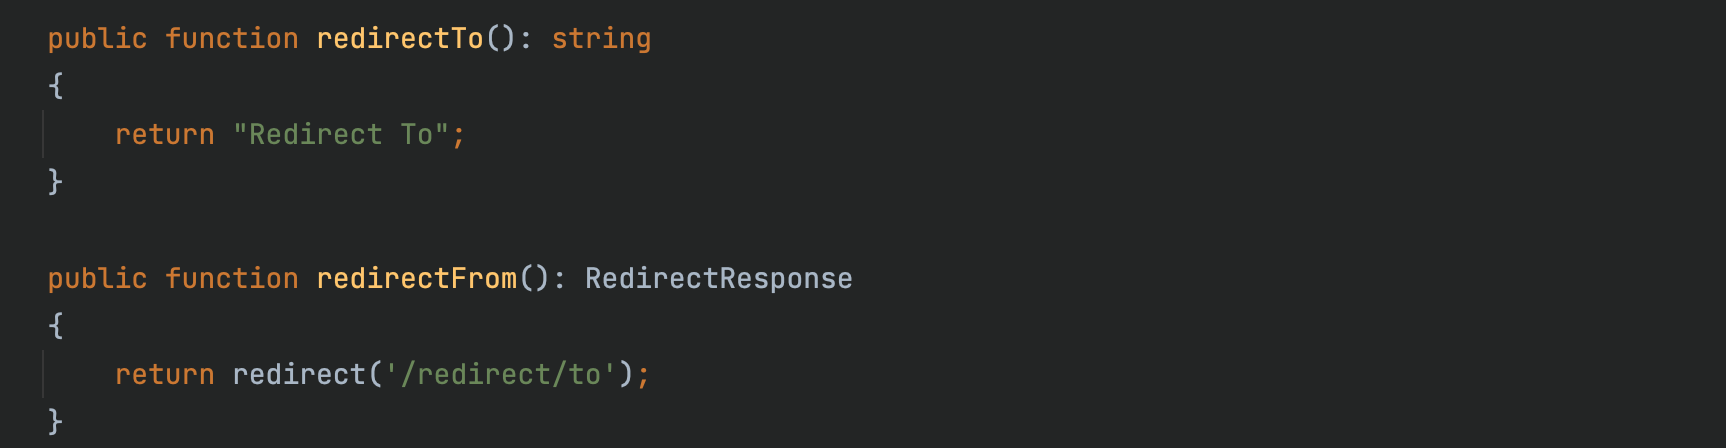 public function redirectTo(): string
{
    return "Redirect To";
}
public function redirectFrom(): RedirectResponse
{
    return redirect('/redirect/to');
}